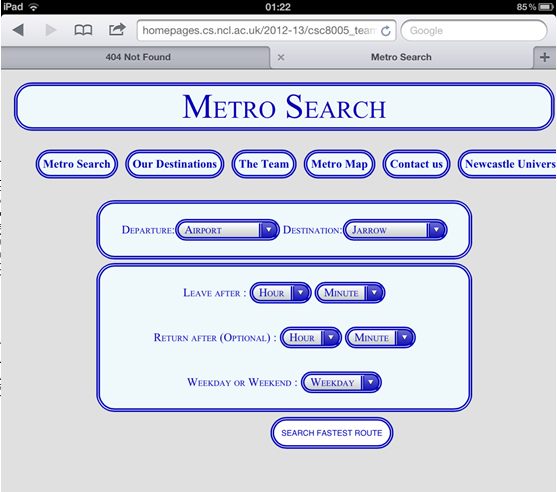 iPad 01:22 85%
homepages.cs.ncl.ac.uk/2012-13/csc8005_team Google
404 Not Found Metro Search
METRO SEARCH
Metro Search Our Destinations The Team Metro Map Contact us Newcastle Univers
DEPARTURE: AIRPORT DESTINATION: JARROW
LEAVE AFTER : HOUR MINUTE
RETURN AFTER (OPTIONAL) : HOUR MINUTE
WEEKDAY OR WEEKEND : WEEKDAY
SEARCH FASTEST ROUTE